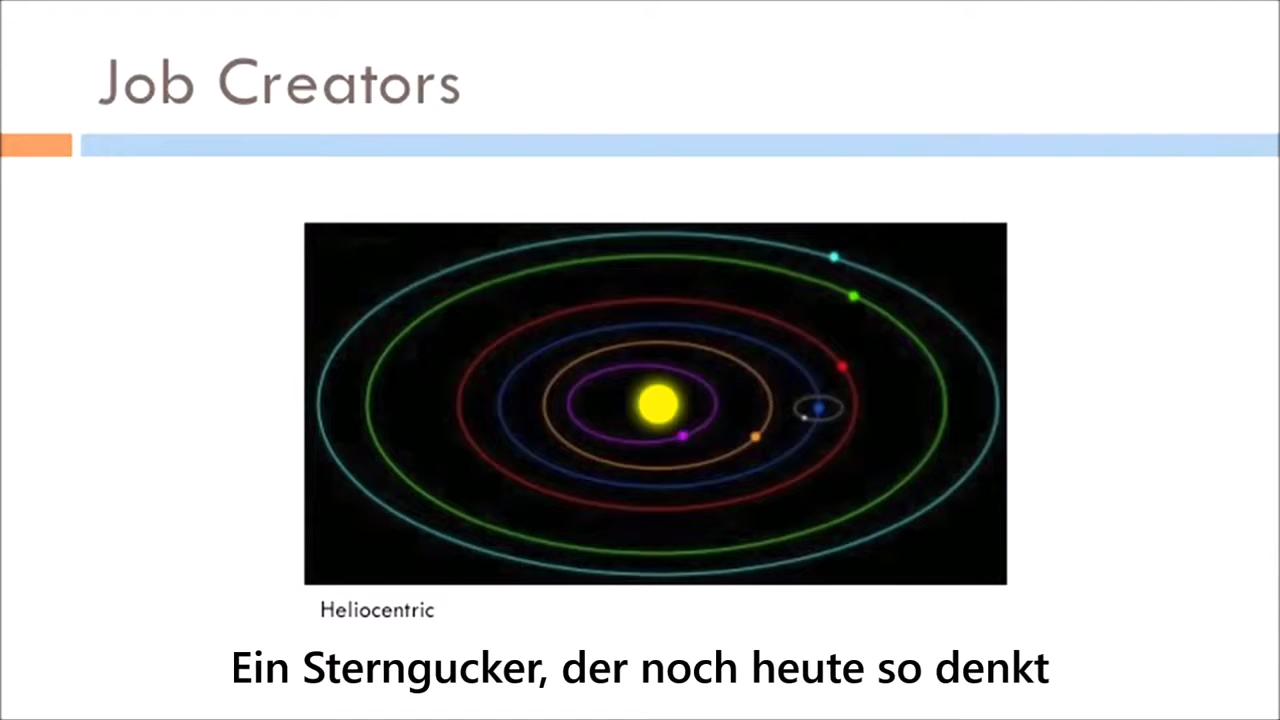 Job Creators
Heliocentric
Ein Sterngucker, der noch heute so denkt